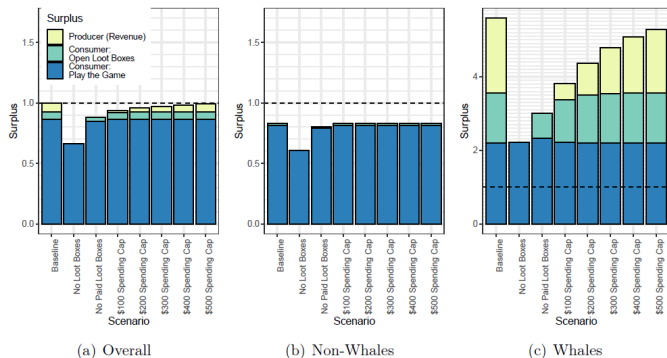 Surplus
Producer (Revenue)
Consumer:
Open Loot Boxes
Consumer:
Play the Game
Surplus
1.5
1.0
0.5
0.0
Baseline
No Loot Boxes
No Paid Loot Boxes
$100 Spending Cap
$200 Spending Cap
$300 Spending Cap
$400 Spending Cap
$500 Spending Cap
Scenario
(a) Overall
Surplus
1.5
1.0
0.5
0.0
Baseline
No Loot Boxes
No Paid Loot Boxes
$100 Spending Cap
$200 Spending Cap
$300 Spending Cap
$400 Spending Cap
$500 Spending Cap
Scenario
(b) Non-Whales
Surplus
4
2
0
Baseline
No Loot Boxes
No Paid Loot Boxes
$100 Spending Cap
$200 Spending Cap
$300 Spending Cap
$400 Spending Cap
$500 Spending Cap
Scenario
(c) Whales